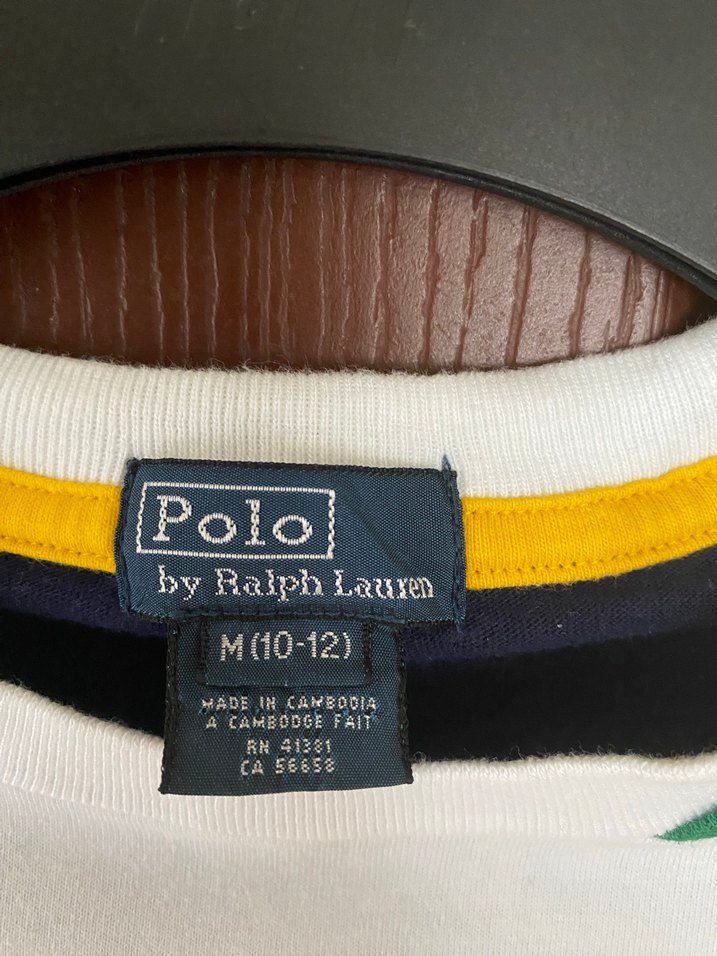 Polo
by Ralph Lauren
M (10-12)
MADE IN CAMBODIA
A CAMBODGE FAIT
RN 41381
CA 56658